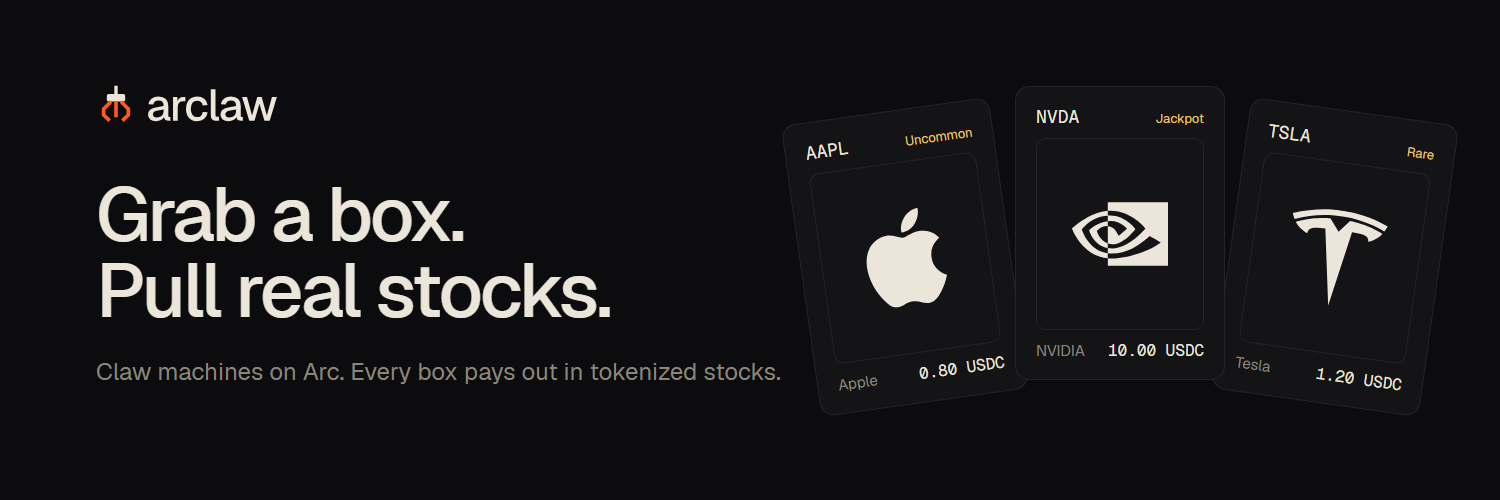 arclaw
Grab a box.
Pull real stocks.
Claw machines on Arc. Every box pays out in tokenized stocks.
AAPL Uncommon
Apple 0.80 USDC
NVDA Jackpot
NVIDIA 10.00 USDC
TSLA Rare
Tesla 1.20 USDC